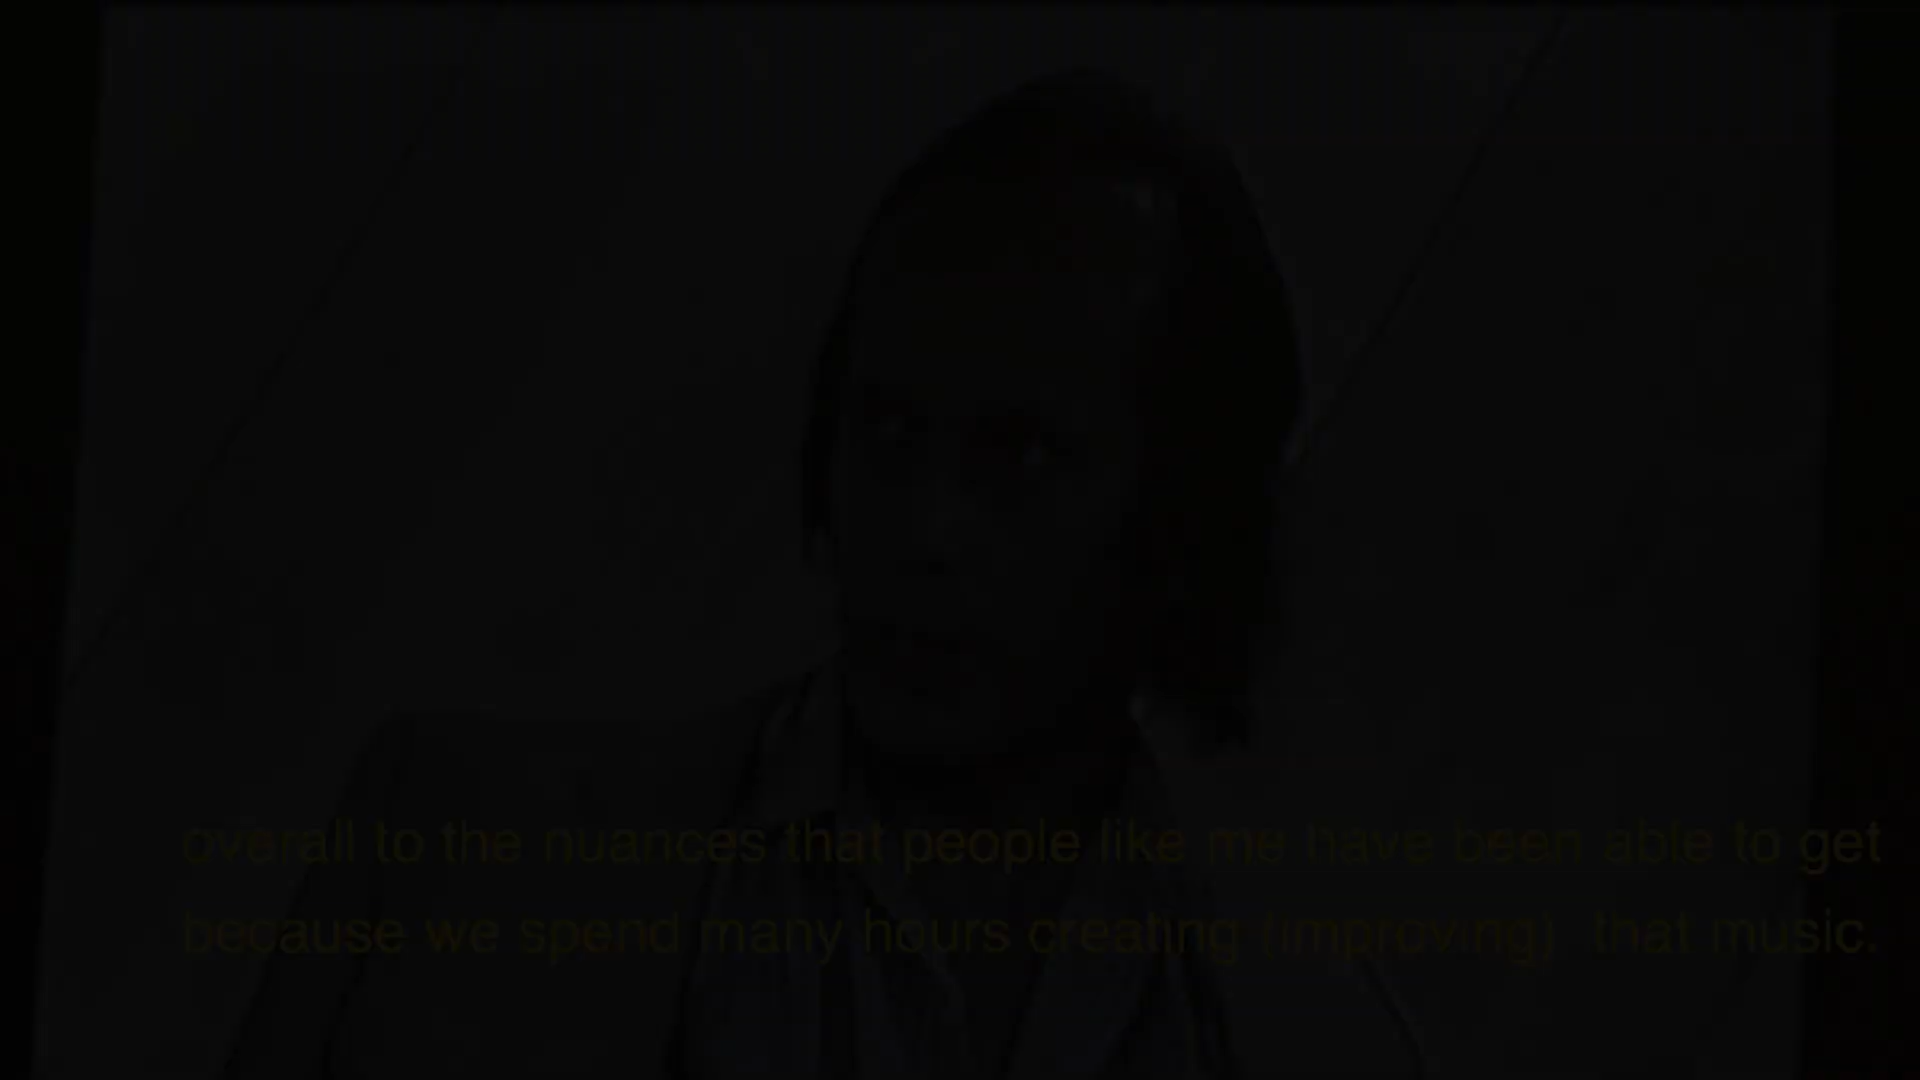 overall to the nuances that people like me have been able to get
because we spend many hours creating (improving) that music.